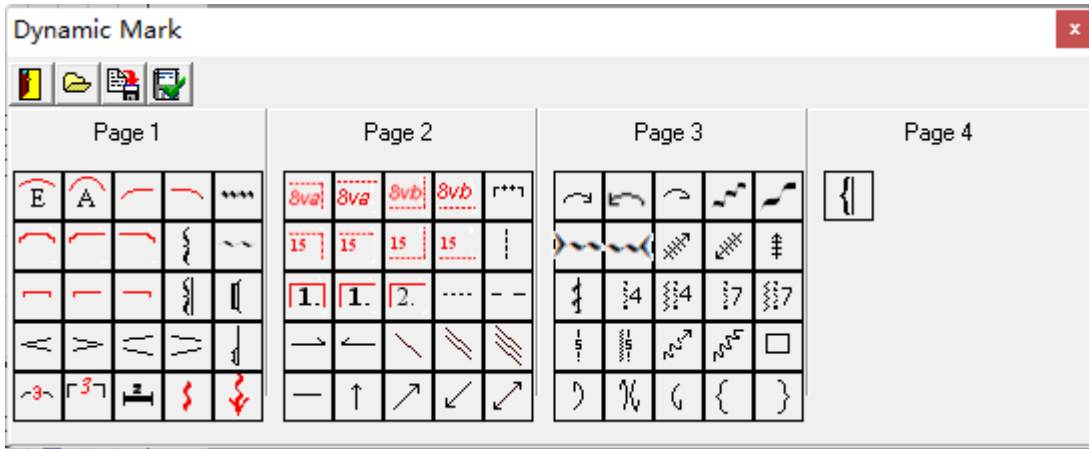 Dynamic Mark
x
Page 1 Page 2 Page 3 Page 4
E A 8va 8va 8vb 8vb
15 15 15 15
1. 1. 2. 4 4 7 7
3 3 2